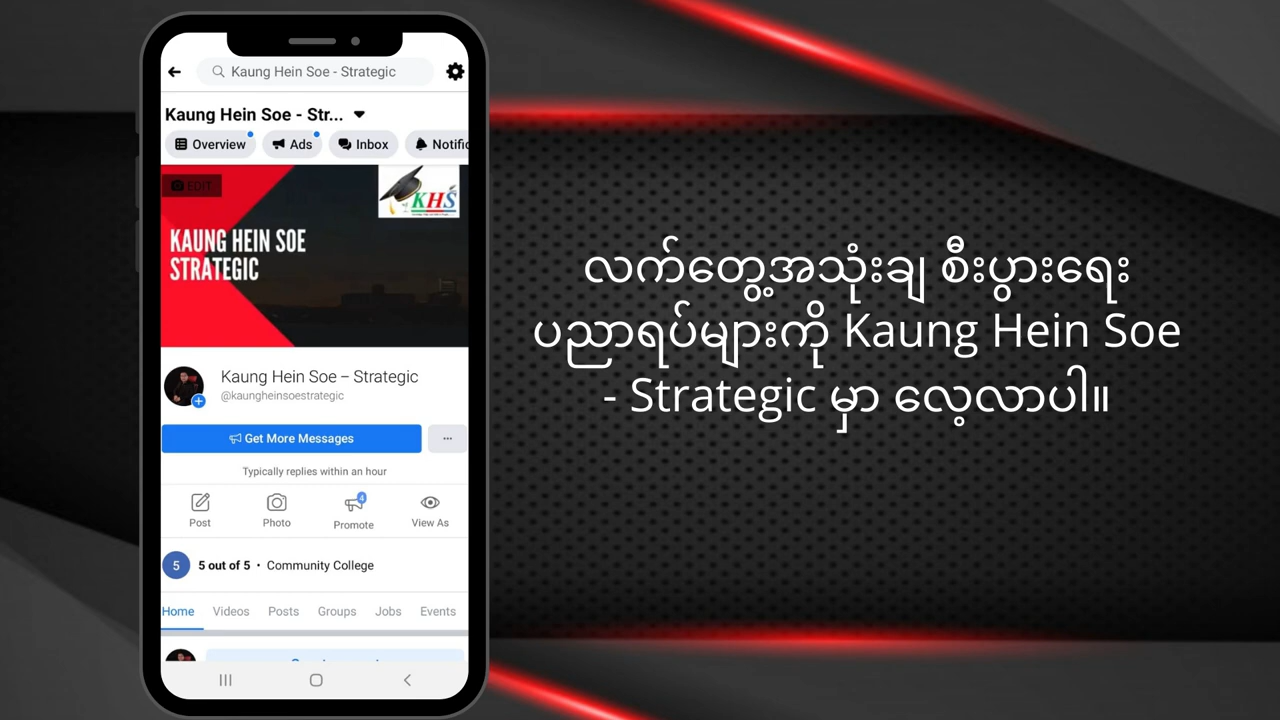 Kaung Hein Soe - Strategic
Kaung Hein Soe - Str...
Overview Ads Inbox Notific
EDIT
KHS
KAUNG HEIN SOE
STRATEGIC
Kaung Hein Soe – Strategic
@kaungheinsoestrategic
Get More Messages
Typically replies within an hour
4
Post Photo Promote View As
5 5 out of 5 • Community College
Home Videos Posts Groups Jobs Events
လက်တွေ့အသုံးချ စီးပွားရေး
ပညာရပ်များကို Kaung Hein Soe
- Strategic မှာ လေ့လာပါ။